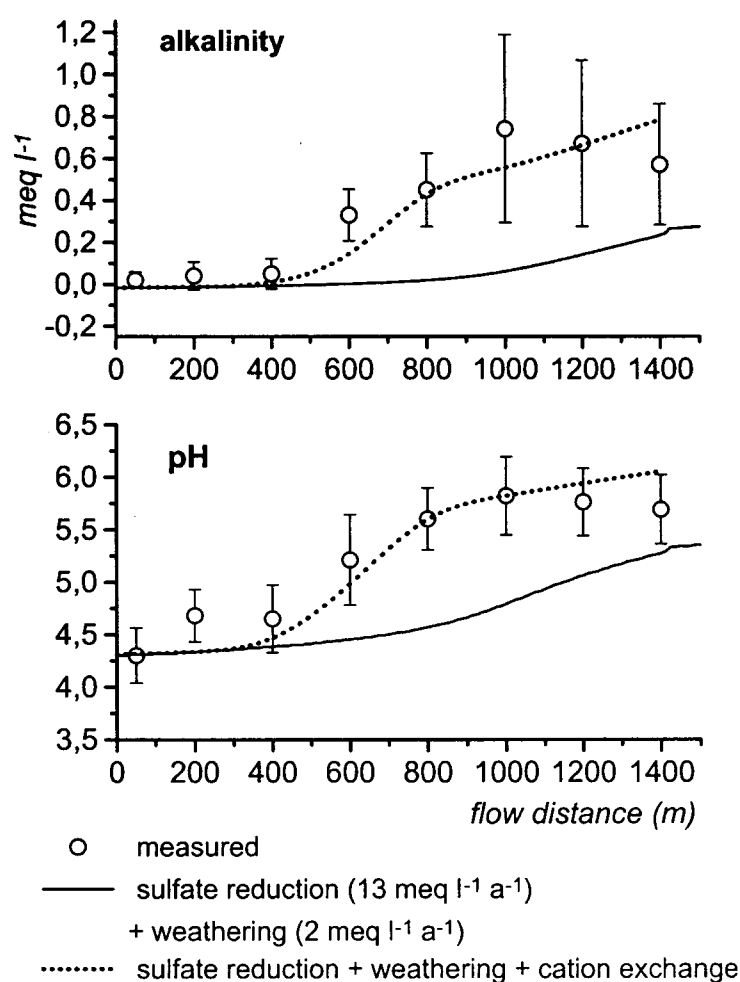 alkalinity
meq l-1
1,2
1,0
0,8
0,6
0,4
0,2
0,0
-0,2
0 200 400 600 800 1000 1200 1400
pH
6,5
6,0
5,5
5,0
4,5
4,0
3,5
0 200 400 600 800 1000 1200 1400
flow distance (m)
measured
sulfate reduction (13 meq l-1 a-1)
+ weathering (2 meq l-1 a-1)
sulfate reduction + weathering + cation exchange